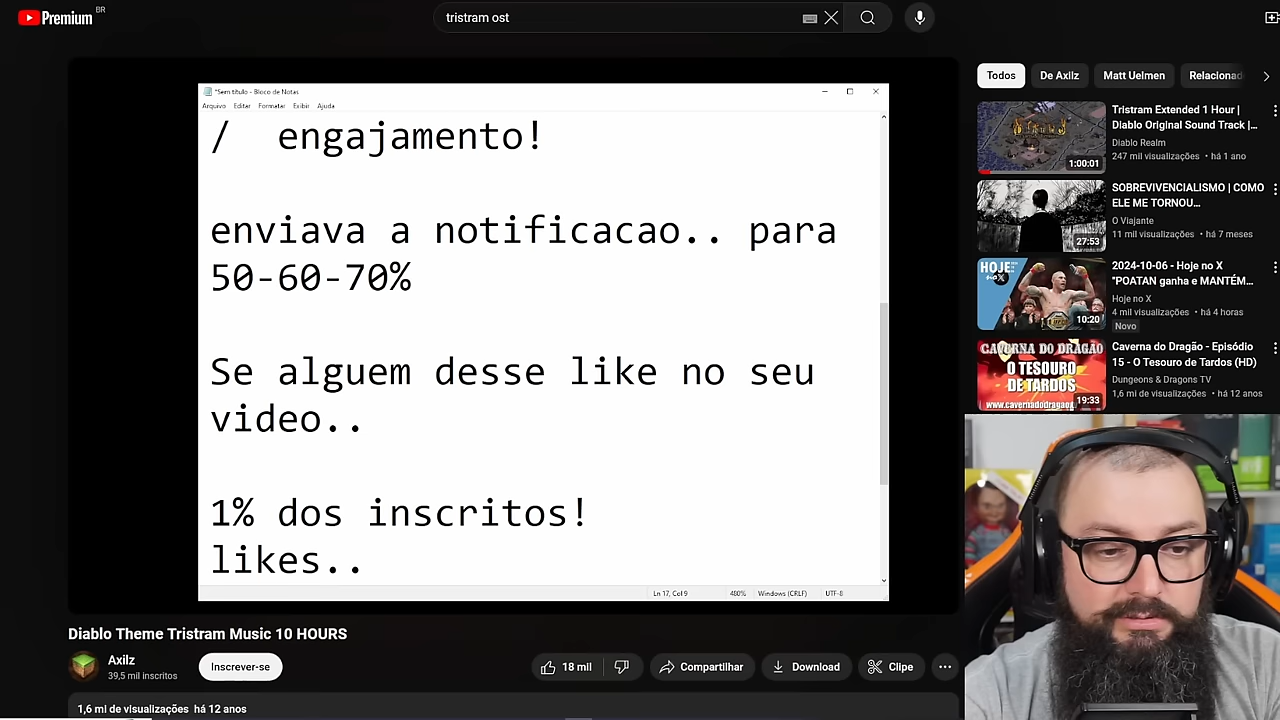 Premium BR
tristram ost
*Sem título - Bloco de Notas
Arquivo Editar Formatar Exibir Ajuda
/ engajamento!
enviava a notificacao.. para
50-60-70%
Se alguem desse like no seu
video..
1% dos inscritos!
likes..
Ln 17, Col 9 480% Windows (CRLF) UTF-8
Diablo Theme Tristram Music 10 HOURS
Axilz
39,5 mil inscritos
Inscrever-se
18 mil
Compartilhar
Download
Clipe
1,6 mi de visualizações há 12 anos
Todos
De Axilz
Matt Uelmen
Relacionad
Tristram Extended 1 Hour |
Diablo Original Sound Track |...
Diablo Realm
247 mil visualizações • há 1 ano
1:00:01
SOBREVIVENCIALISMO | COMO
ELE ME TORNOU...
O Viajante
11 mil visualizações • há 7 meses
27:53
HOJE
no X
2024-10-06 - Hoje no X
"POATAN ganha e MANTÉM...
Hoje no X
4 mil visualizações • há 4 horas
Novo
10:20
CAVERNA DO DRAGÃO
O TESOURO
DE TARDOS
Caverna do Dragão - Episódio
15 - O Tesouro de Tardos (HD)
Dungeons & Dragons TV
1,6 mi de visualizações • há 12 anos
19:33